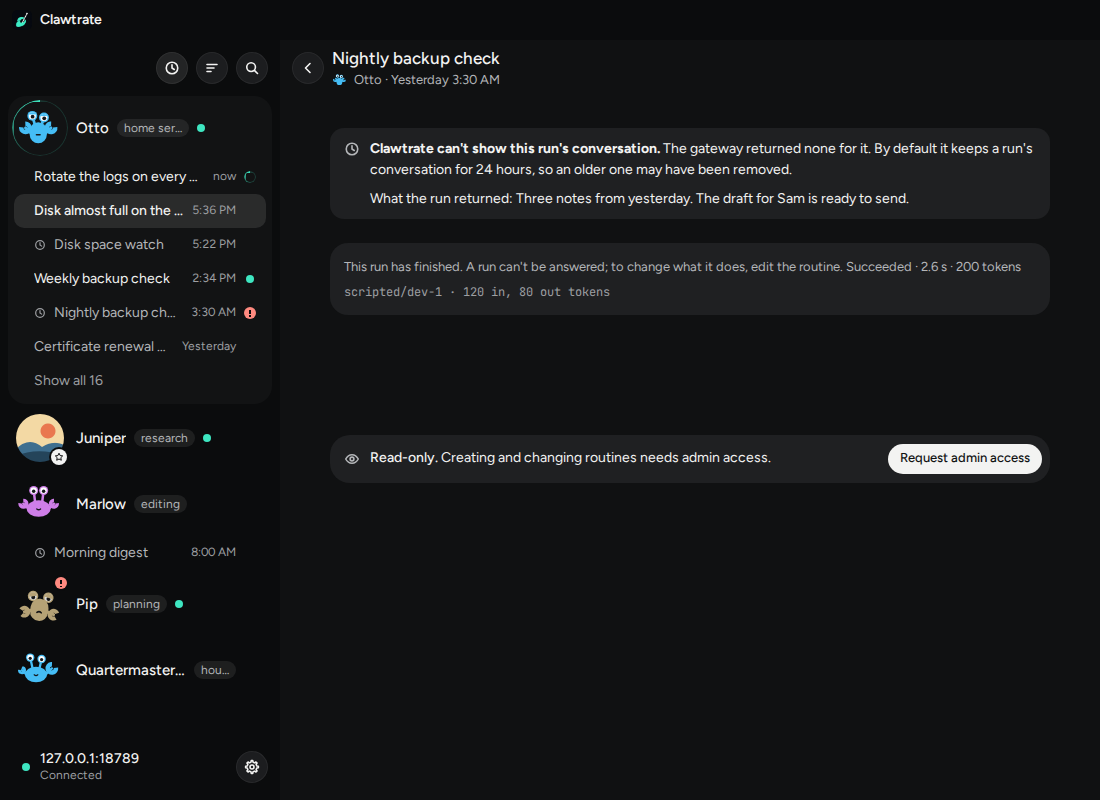 Clawtrate
Nightly backup check
Otto · Yesterday 3:30 AM
Otto home ser...
Rotate the logs on every ... now
Disk almost full on the ... 5:36 PM
Disk space watch 5:22 PM
Weekly backup check 2:34 PM
Nightly backup ch... 3:30 AM
Certificate renewal ... Yesterday
Show all 16
Juniper research
Marlow editing
Morning digest 8:00 AM
Pip planning
Quartermaster... hou...
127.0.0.1:18789
Connected
Clawtrate can't show this run's conversation. The gateway returned none for it. By default it keeps a run's
conversation for 24 hours, so an older one may have been removed.
What the run returned: Three notes from yesterday. The draft for Sam is ready to send.
This run has finished. A run can't be answered; to change what it does, edit the routine. Succeeded · 2.6 s · 200 tokens
scripted/dev-1 · 120 in, 80 out tokens
Read-only. Creating and changing routines needs admin access. Request admin access